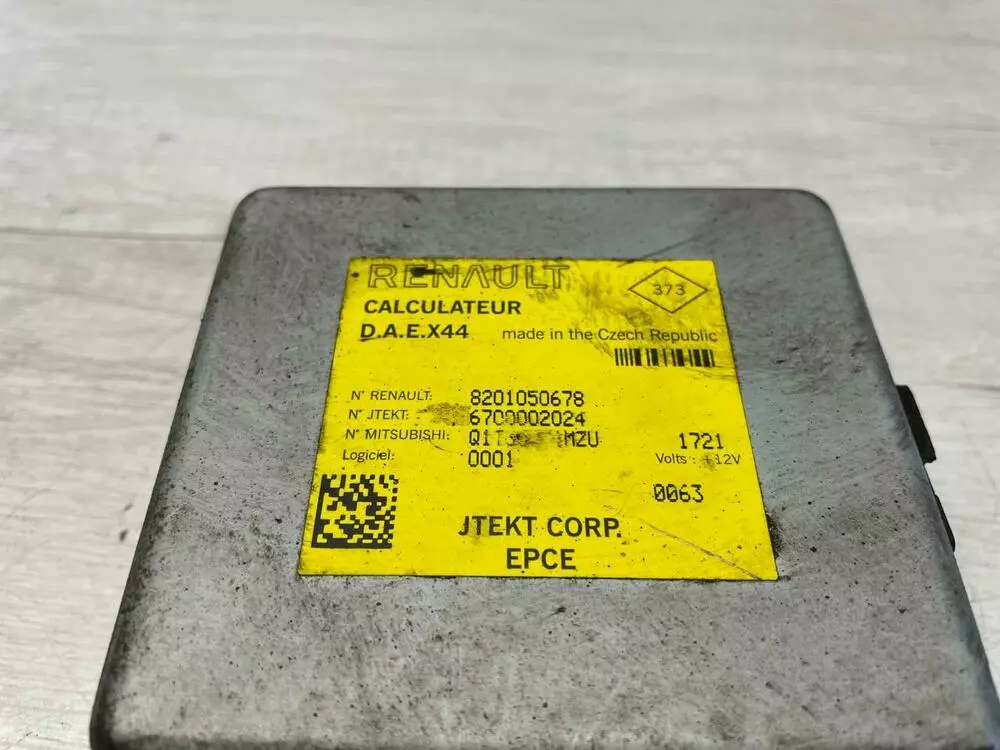 RENAULT
373
CALCULATEUR
D.A.E.X44 made in the Czech Republic
N° RENAULT: 8201050678
N° JTEKT: 6700002024
N° MITSUBISHI: 1721
Logiciel: 0001 Volts: +12V
0063
JTEKT CORP.
EPCE